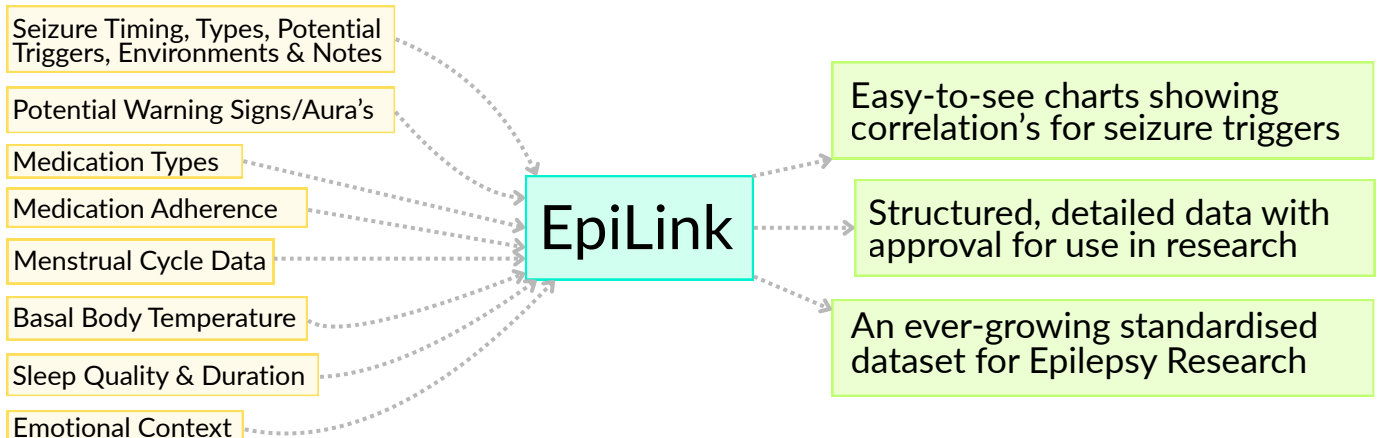 Seizure Timing, Types, Potential
Triggers, Environments & Notes
Potential Warning Signs/Aura's
Medication Types
Medication Adherence
Menstrual Cycle Data
Basal Body Temperature
Sleep Quality & Duration
Emotional Context
EpiLink
Easy-to-see charts showing
correlation's for seizure triggers
Structured, detailed data with
approval for use in research
An ever-growing standardised
dataset for Epilepsy Research